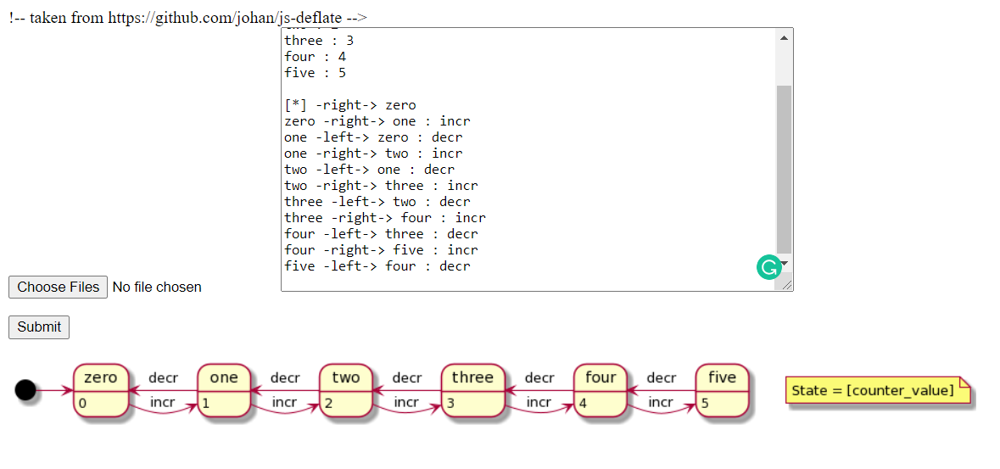 !-- taken from https://github.com/johan/js-deflate -->
three : 3
four : 4
five : 5
[*] -right-> zero
zero -right-> one : incr
one -left-> zero : decr
one -right-> two : incr
two -left-> one : decr
two -right-> three : incr
three -left-> two : decr
three -right-> four : incr
four -left-> three : decr
four -right-> five : incr
five -left-> four : decr
Choose Files No file chosen
Submit
zero decr one decr two decr three decr four decr five
0 incr 1 incr 2 incr 3 incr 4 incr 5
State = [counter_value]